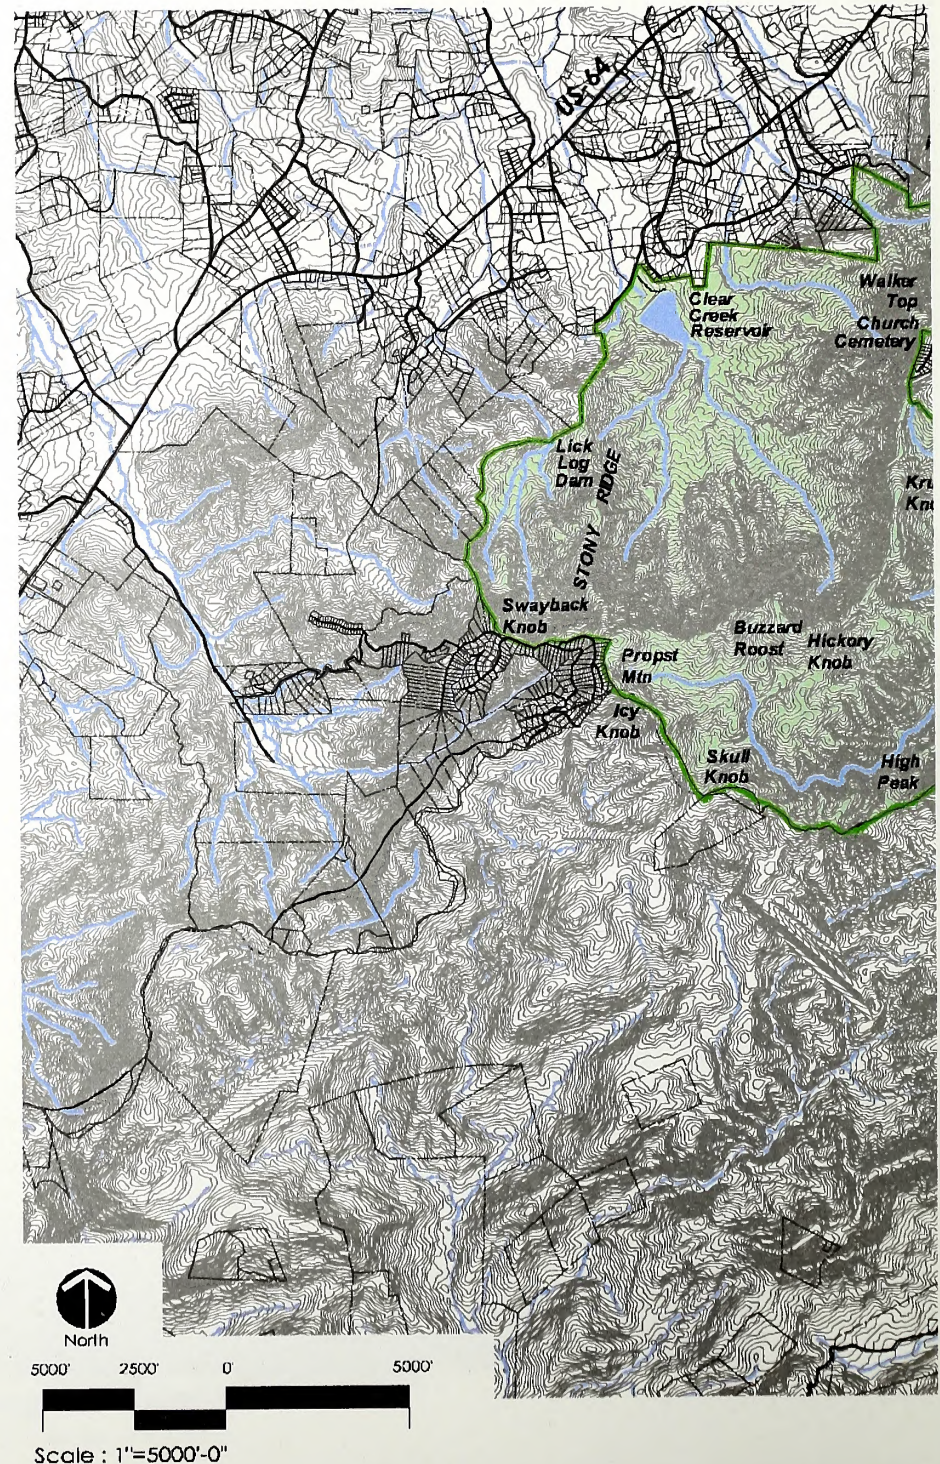 US-64
Walker
Top
Church
Cemetery
Clear
Creek
Reservoir
Lick
Log
Dam
STONY RIDGE
Swayback
Knob
Propst
Mtn
Buzzard
Roost
Hickory
Knob
Icy
Knob
Skull
Knob
High
Peak
North
5000' 2500' 0' 5000'
Scale : 1"=5000'-0"